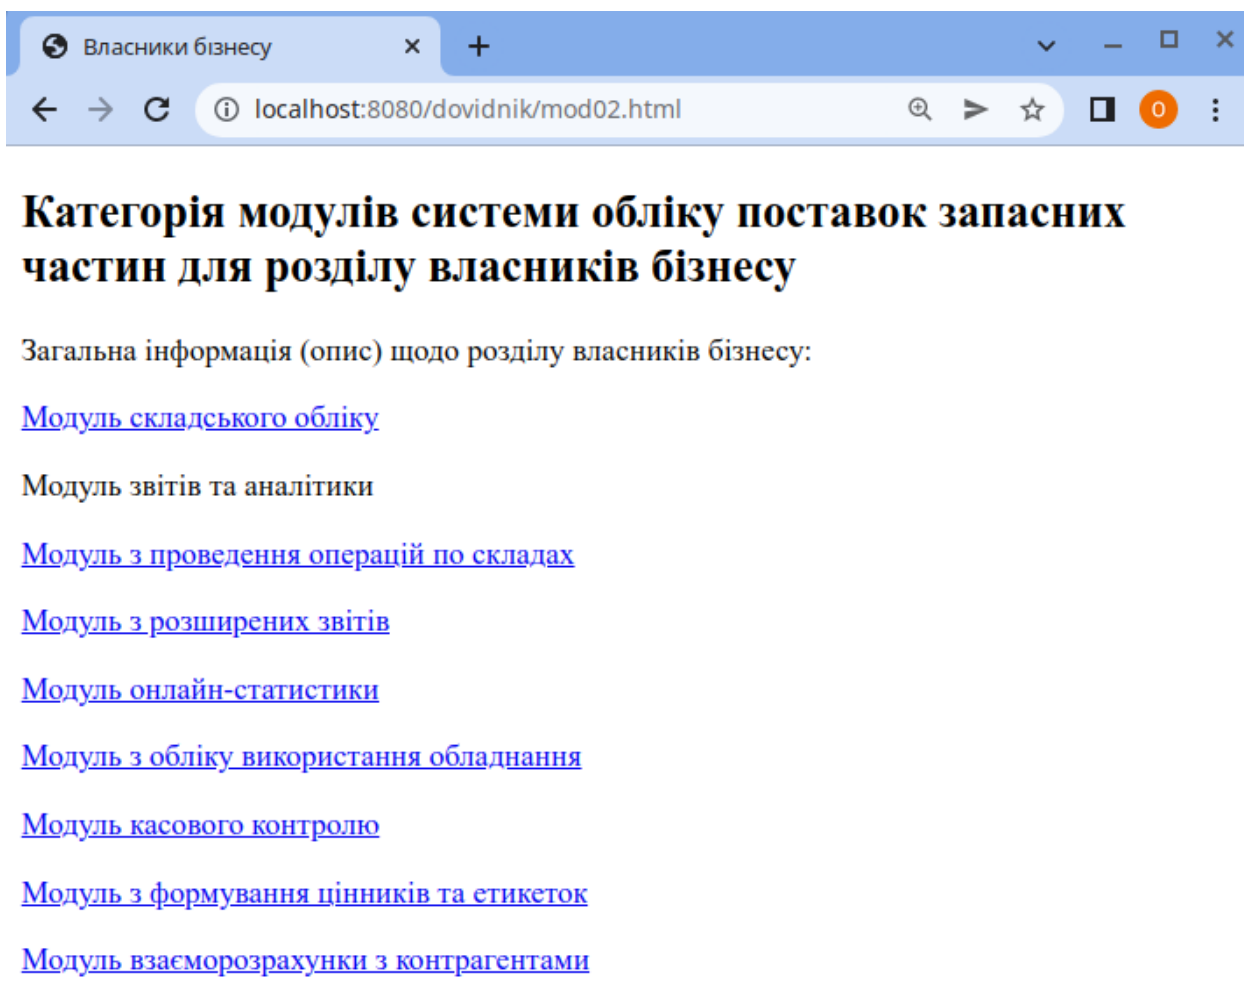 Власники бізнесу
localhost:8080/dovidnik/mod02.html
О
Категорія модулів системи обліку поставок запасних
частин для розділу власників бізнесу
Загальна інформація (опис) щодо розділу власників бізнесу:
Модуль складського обліку
Модуль звітів та аналітики
Модуль з проведення операцій по складах
Модуль з розширених звітів
Модуль онлайн-статистики
Модуль з обліку використання обладнання
Модуль касового контролю
Модуль з формування цінників та етикеток
Модуль взаєморозрахунки з контрагентами